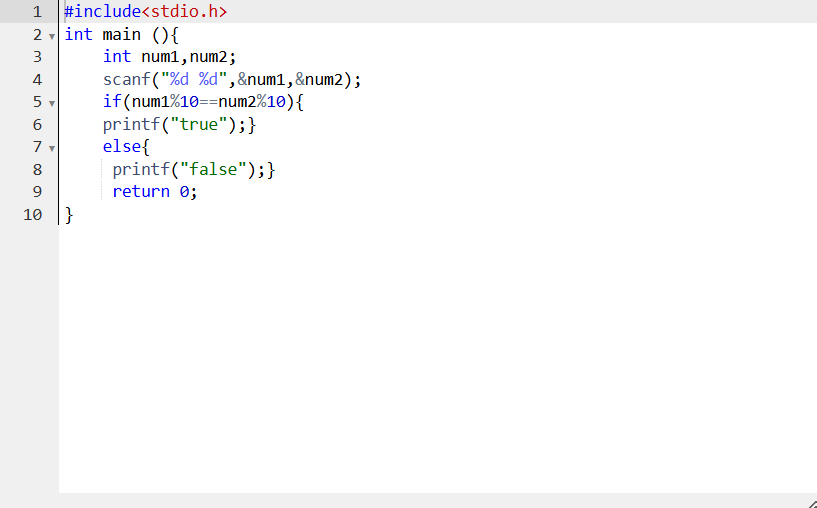 1 #include<stdio.h>
2 int main (){
3     int num1,num2;
4     scanf("%d %d",&num1,&num2);
5     if(num1%10==num2%10){
6     printf("true");}
7     else{
8      printf("false");}
9      return 0;
10 }